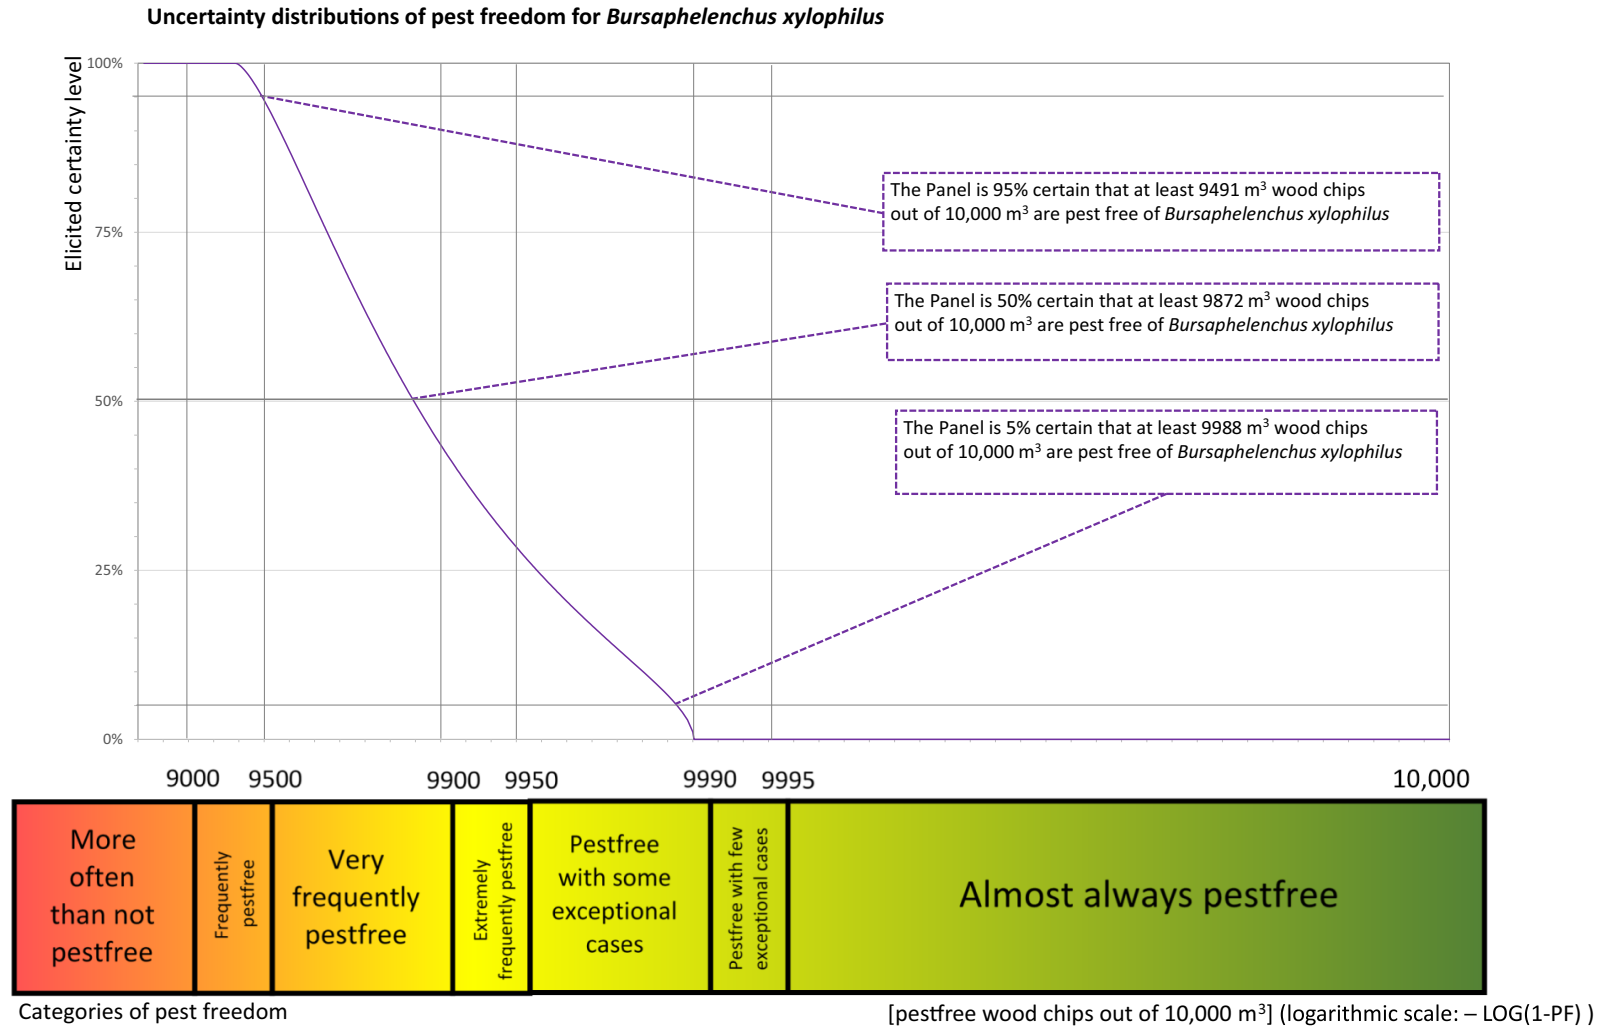 Uncertainty distributions of pest freedom for Bursaphelenchus xylophilus
Elicited certainty level
100%
75%
50%
25%
0%
The Panel is 95% certain that at least 9491 m³ wood chips
out of 10,000 m³ are pest free of Bursaphelenchus xylophilus
The Panel is 50% certain that at least 9872 m³ wood chips
out of 10,000 m³ are pest free of Bursaphelenchus xylophilus
The Panel is 5% certain that at least 9988 m³ wood chips
out of 10,000 m³ are pest free of Bursaphelenchus xylophilus
9000 9500 9900 9950 9990 9995 10,000
More
often
than not
pestfree
Frequently
pestfree
Very
frequently
pestfree
Extremely
frequently pestfree
Pestfree
with some
exceptional
cases
Pestfree with few
exceptional cases
Almost always pestfree
Categories of pest freedom
[pestfree wood chips out of 10,000 m³] (logarithmic scale: – LOG(1-PF) )